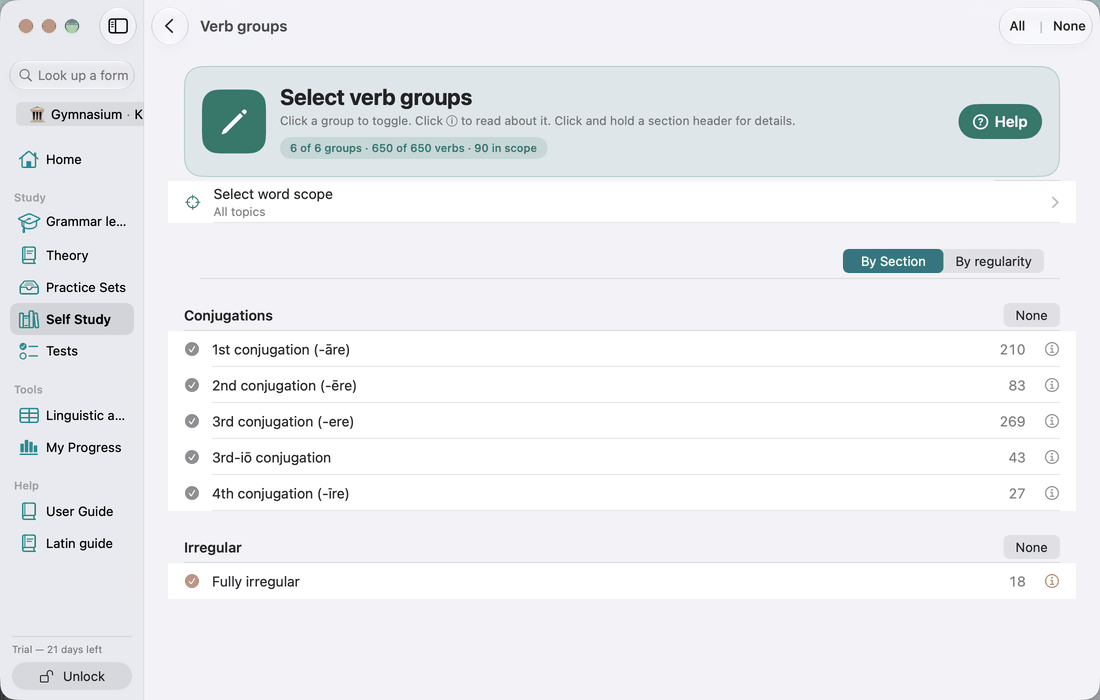 Verb groups
All | None
Look up a form
Gymnasium · K
Home
Study
Grammar le...
Theory
Practice Sets
Self Study
Tests
Tools
Linguistic a...
My Progress
Help
User Guide
Latin guide
Trial — 21 days left
Unlock
Select verb groups
Click a group to toggle. Click ⓘ to read about it. Click and hold a section header for details.
6 of 6 groups · 650 of 650 verbs · 90 in scope
Help
Select word scope
All topics
By Section By regularity
Conjugations None
1st conjugation (-āre) 210
2nd conjugation (-ēre) 83
3rd conjugation (-ere) 269
3rd-iō conjugation 43
4th conjugation (-īre) 27
Irregular None
Fully irregular 18